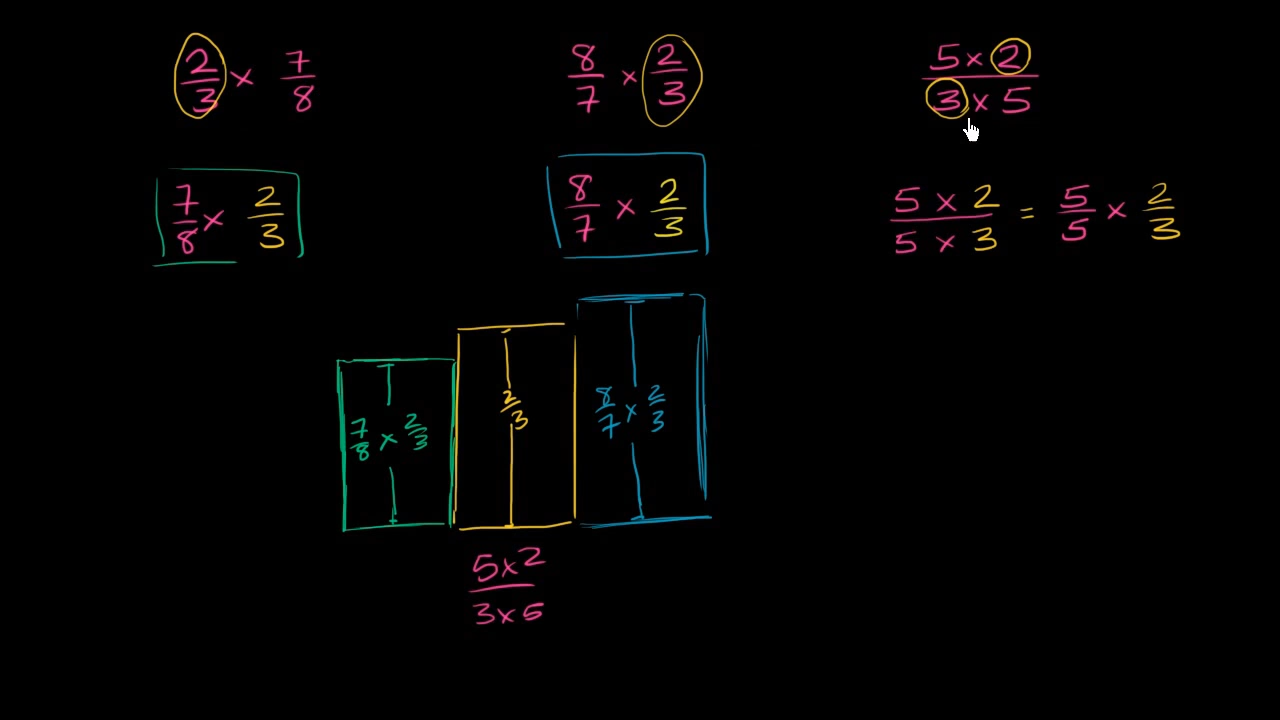 2/3 × 7/8
8/7 × 2/3
5 × 2 / 3 × 5
7/8 × 2/3
8/7 × 2/3
5 × 2 / 5 × 3 = 5/5 × 2/3
7/8 × 2/3
2/3
8/7 × 2/3
5×2 / 3×5